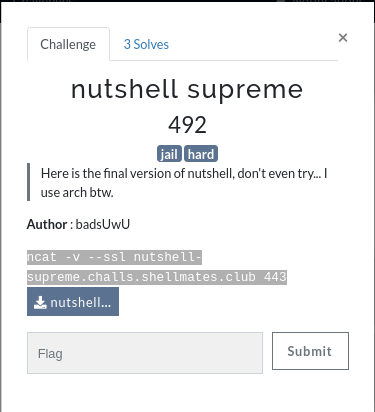 Challenge
3 Solves
×
nutshell supreme
492
jail hard
Here is the final version of nutshell, don't even try... I
use arch btw.
Author : badsUwU
ncat -v --ssl nutshell-
supreme.challs.shellmates.club 443
nutshell...
Flag
Submit